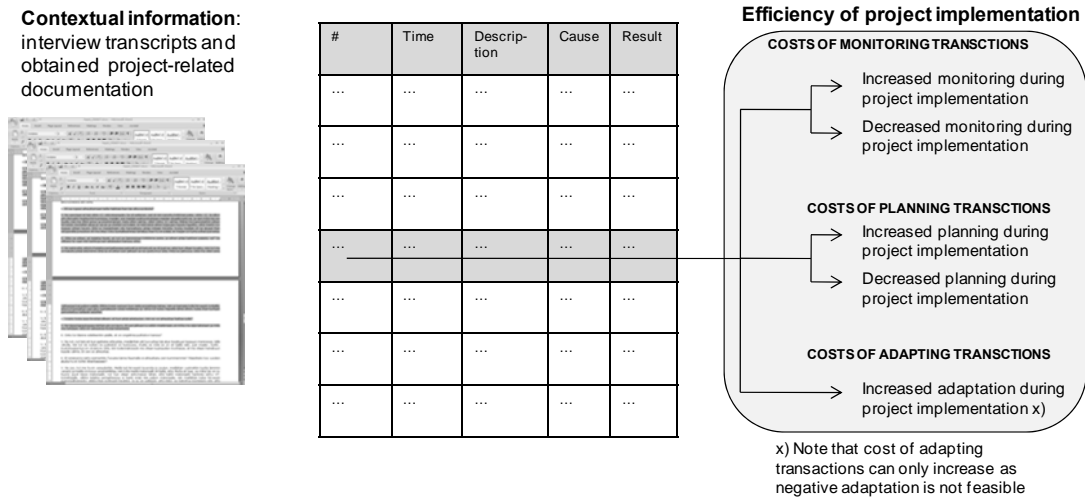 Contextual information:
interview transcripts and
obtained project-related
documentation
# Time Descrip-tion Cause Result
… … … … …
… … … … …
… … … … …
… … … … …
… … … … …
… … … … …
… … … … …
Efficiency of project implementation
COSTS OF MONITORING TRANSCTIONS
Increased monitoring during
project implementation
Decreased monitoring during
project implementation
COSTS OF PLANNING TRANSCTIONS
Increased planning during
project implementation
Decreased planning during
project implementation
COSTS OF ADAPTING TRANSCTIONS
Increased adaptation during
project implementation x)
x) Note that cost of adapting
transactions can only increase as
negative adaptation is not feasible